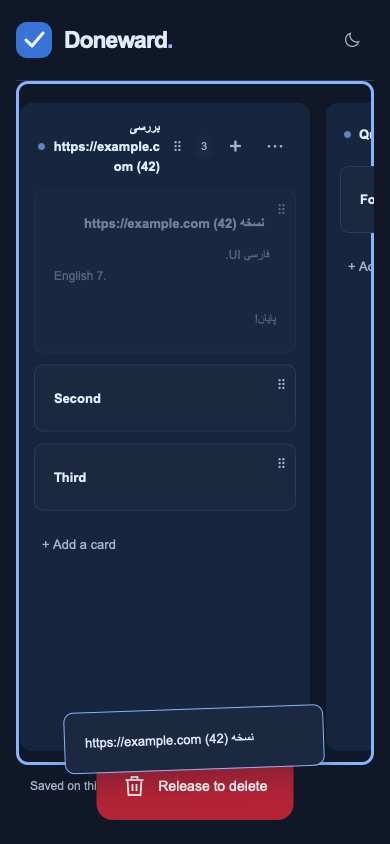 Doneward.
بررسی
https://example.c
om (42)
3
+
...
Qu
نسخه https://example.com (42)
فارسی UI.
English 7.
پایان!
Fo
+ Ad
Second
Third
+ Add a card
نسخه https://example.com (42)
Saved on thi
Release to delete